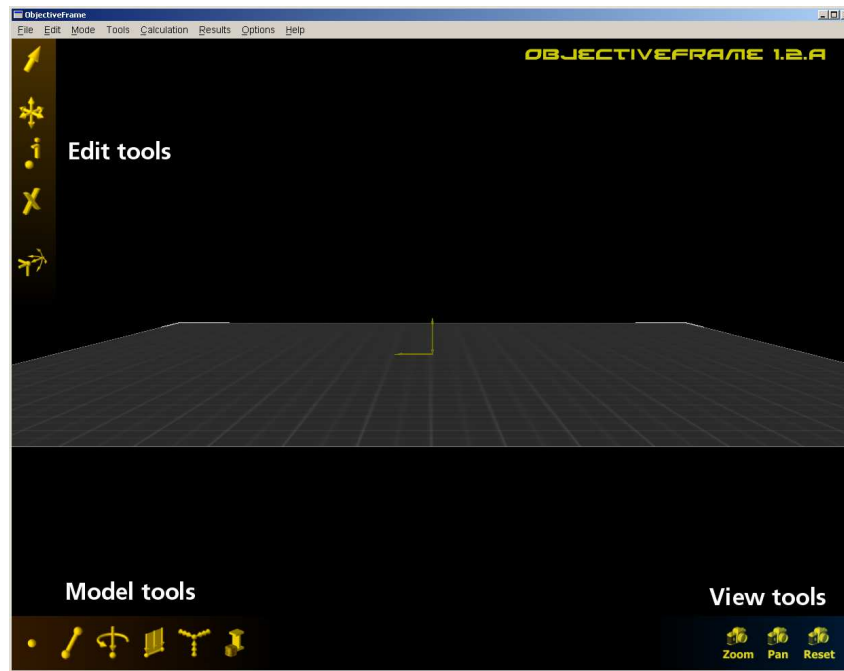 ObjectiveFrame
File Edit Mode Tools Calculation Results Options Help
OBJECTIVEFRAME 1.2.A
Edit tools
Model tools
View tools
Zoom Pan Reset